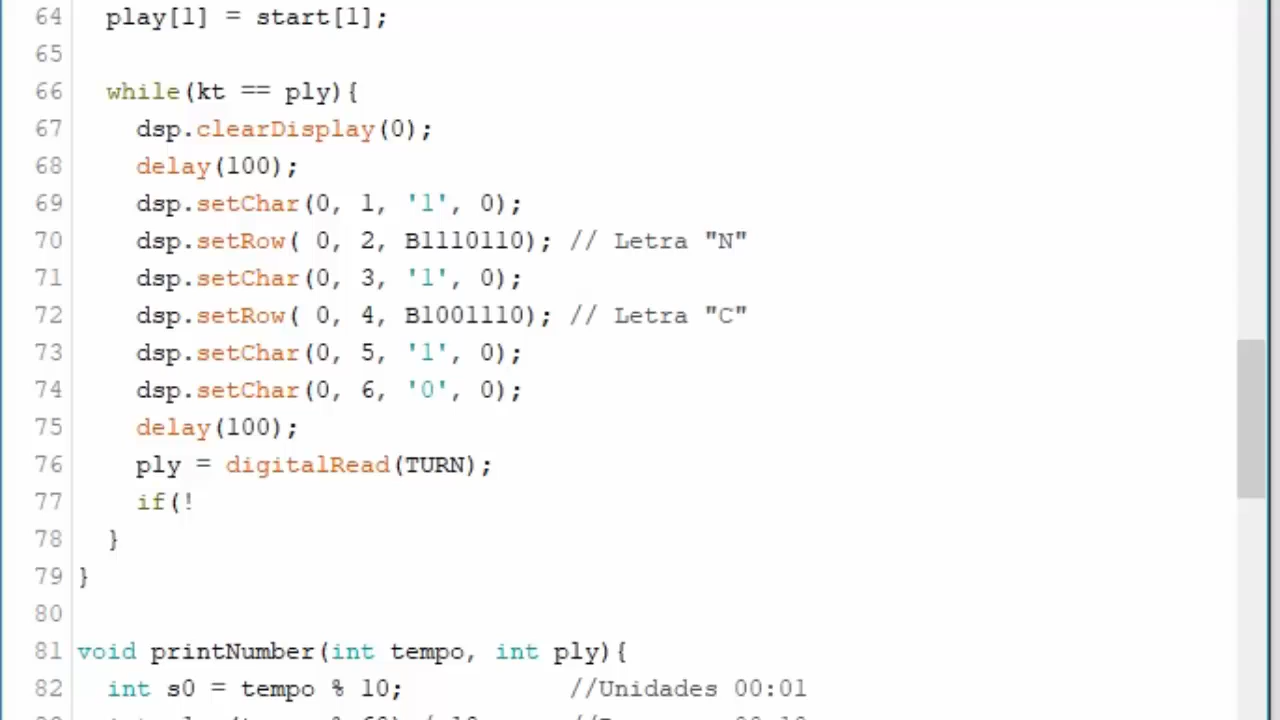 64 play[1] = start[1];
65
66 while(kt == ply){
67 dsp.clearDisplay(0);
68 delay(100);
69 dsp.setChar(0, 1, '1', 0);
70 dsp.setRow( 0, 2, B1110110); // Letra "N"
71 dsp.setChar(0, 3, '1', 0);
72 dsp.setRow( 0, 4, B1001110); // Letra "C"
73 dsp.setChar(0, 5, '1', 0);
74 dsp.setChar(0, 6, '0', 0);
75 delay(100);
76 ply = digitalRead(TURN);
77 if(!
78 }
79 }
80
81 void printNumber(int tempo, int ply){
82 int s0 = tempo % 10; //Unidades 00:01